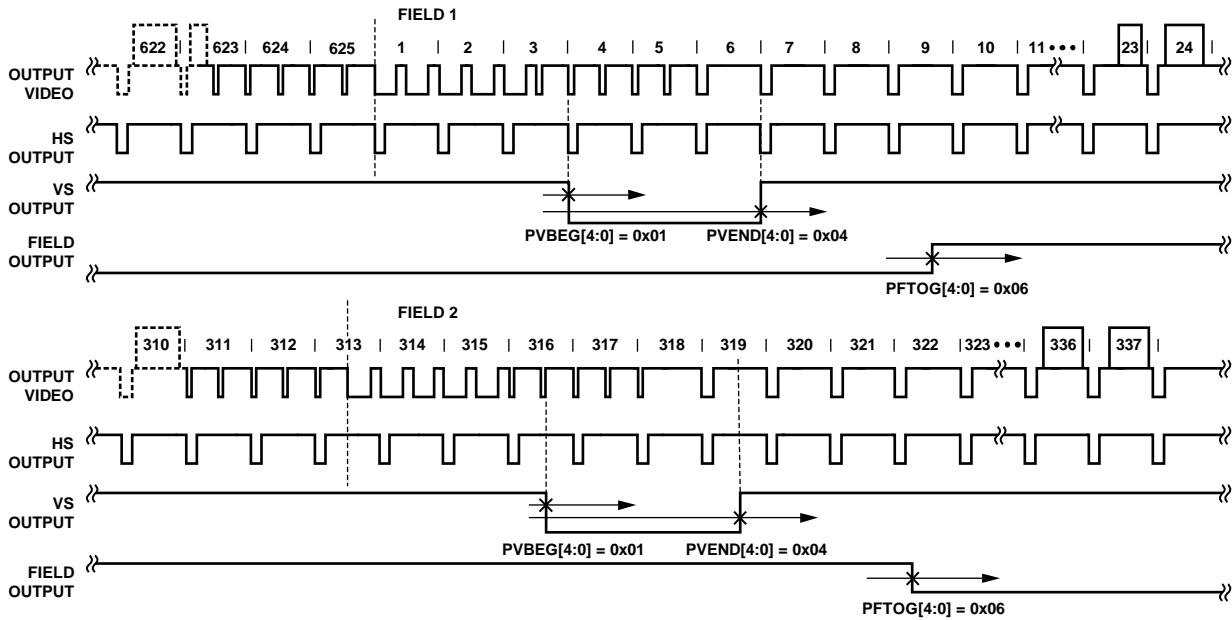 FIELD 1
622 623 624 625 1 2 3 4 5 6 7 8 9 10 11 ••• 23 24
OUTPUT
VIDEO
HS
OUTPUT
VS
OUTPUT
PVBEG[4:0] = 0x01 PVEND[4:0] = 0x04
FIELD
OUTPUT
PFTOG[4:0] = 0x06
FIELD 2
310 311 312 313 314 315 316 317 318 319 320 321 322 323 •••• 336 337
OUTPUT
VIDEO
HS
OUTPUT
VS
OUTPUT
PVBEG[4:0] = 0x01 PVEND[4:0] = 0x04
FIELD
OUTPUT
PFTOG[4:0] = 0x06